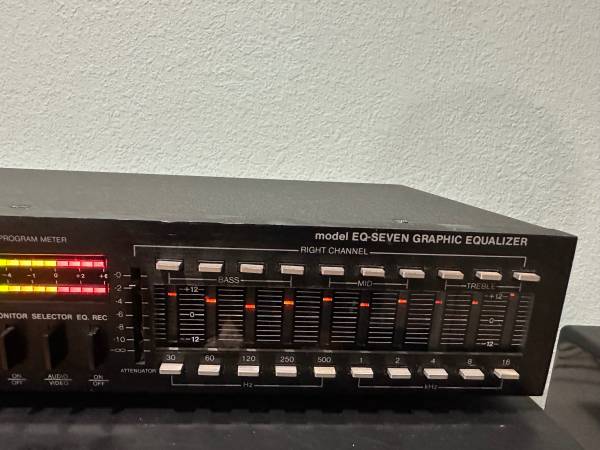 model EQ-SEVEN GRAPHIC EQUALIZER
PROGRAM METER
RIGHT CHANNEL
BASS MID TREBLE
-4 -1 0 +2 +6
-0
-2
-4
-6
-8
-10
-∞
+12 +12
0 0
-12 -12
MONITOR SELECTOR EQ. REC
ATTENUATOR
30 60 120 250 500 1 2 4 8 16
Hz kHz
ON AUDIO ON
OFF VIDEO OFF